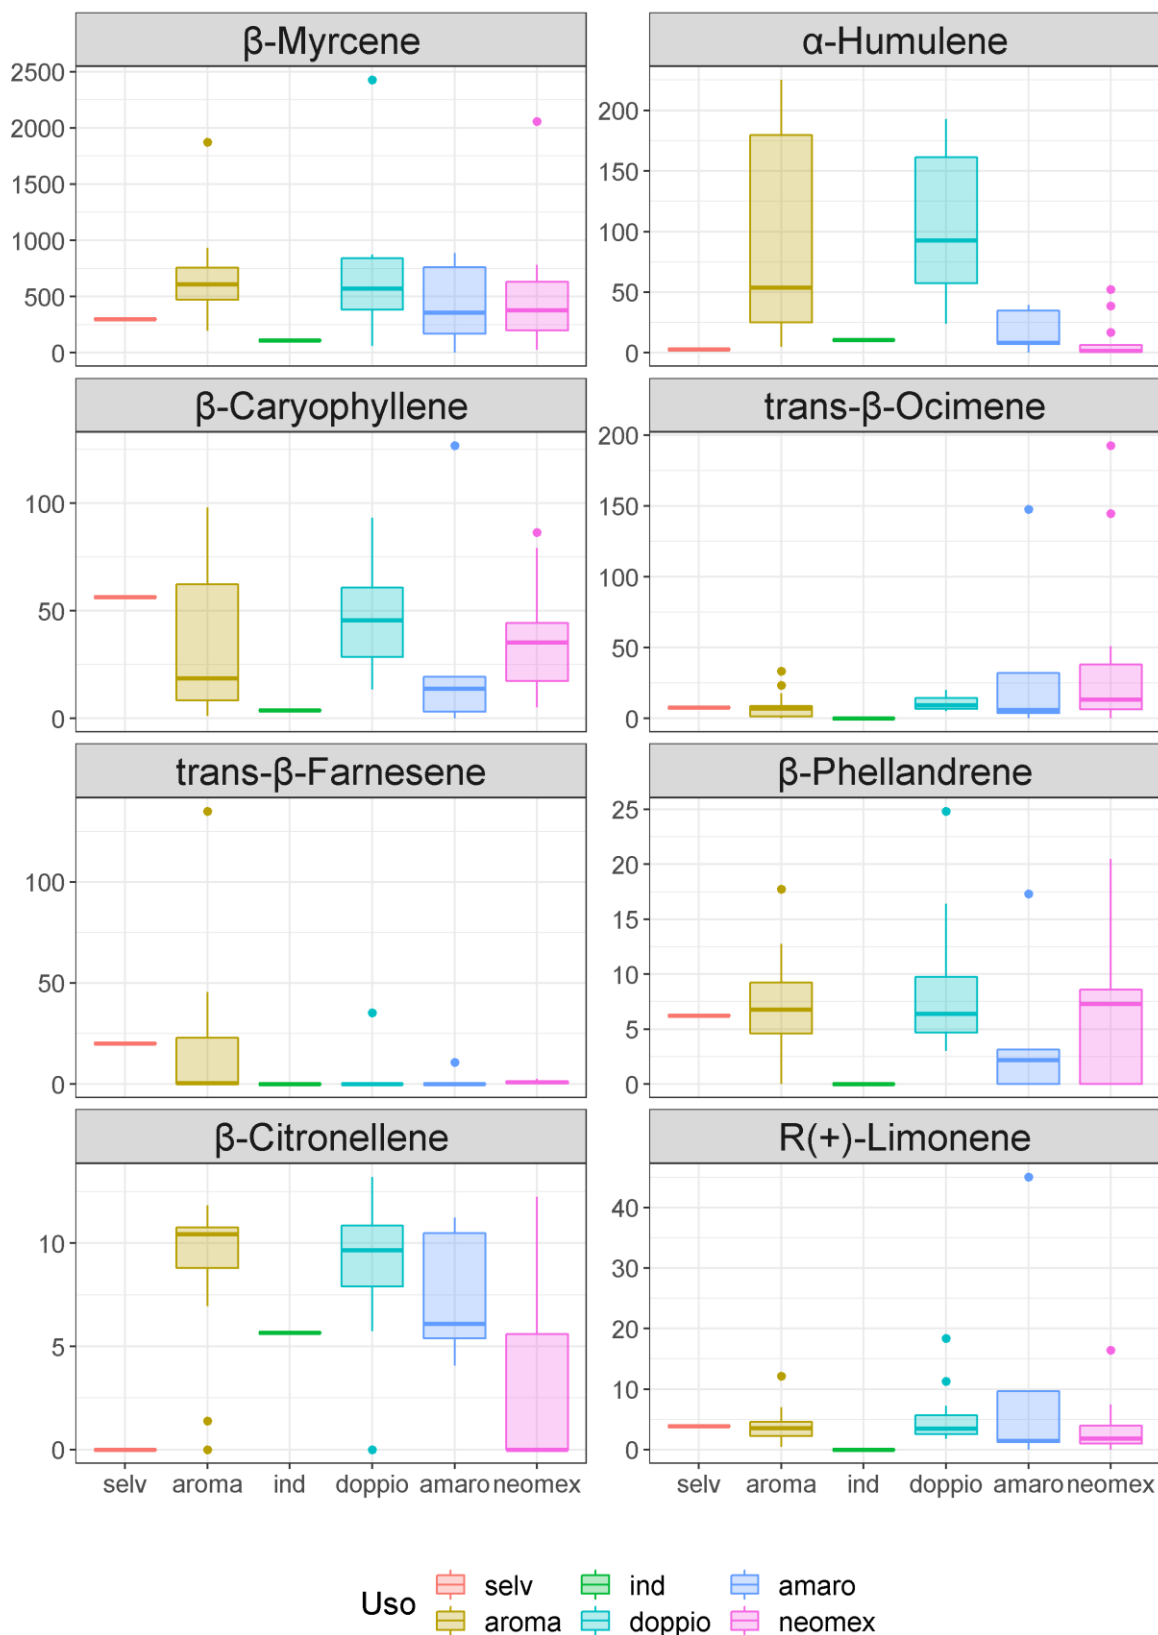 β-Myrcene
α-Humulene
2500
2000
1500
1000
500
0
200
150
100
50
0
β-Caryophyllene
trans-β-Ocimene
100
50
0
200
150
100
50
0
trans-β-Farnesene
β-Phellandrene
100
50
0
25
20
15
10
5
0
β-Citronellene
R(+)-Limonene
10
5
0
40
30
20
10
0
selv aroma ind doppio amaro neomex
selv aroma ind doppio amaro neomex
Uso
selv ind amaro
aroma doppio neomex